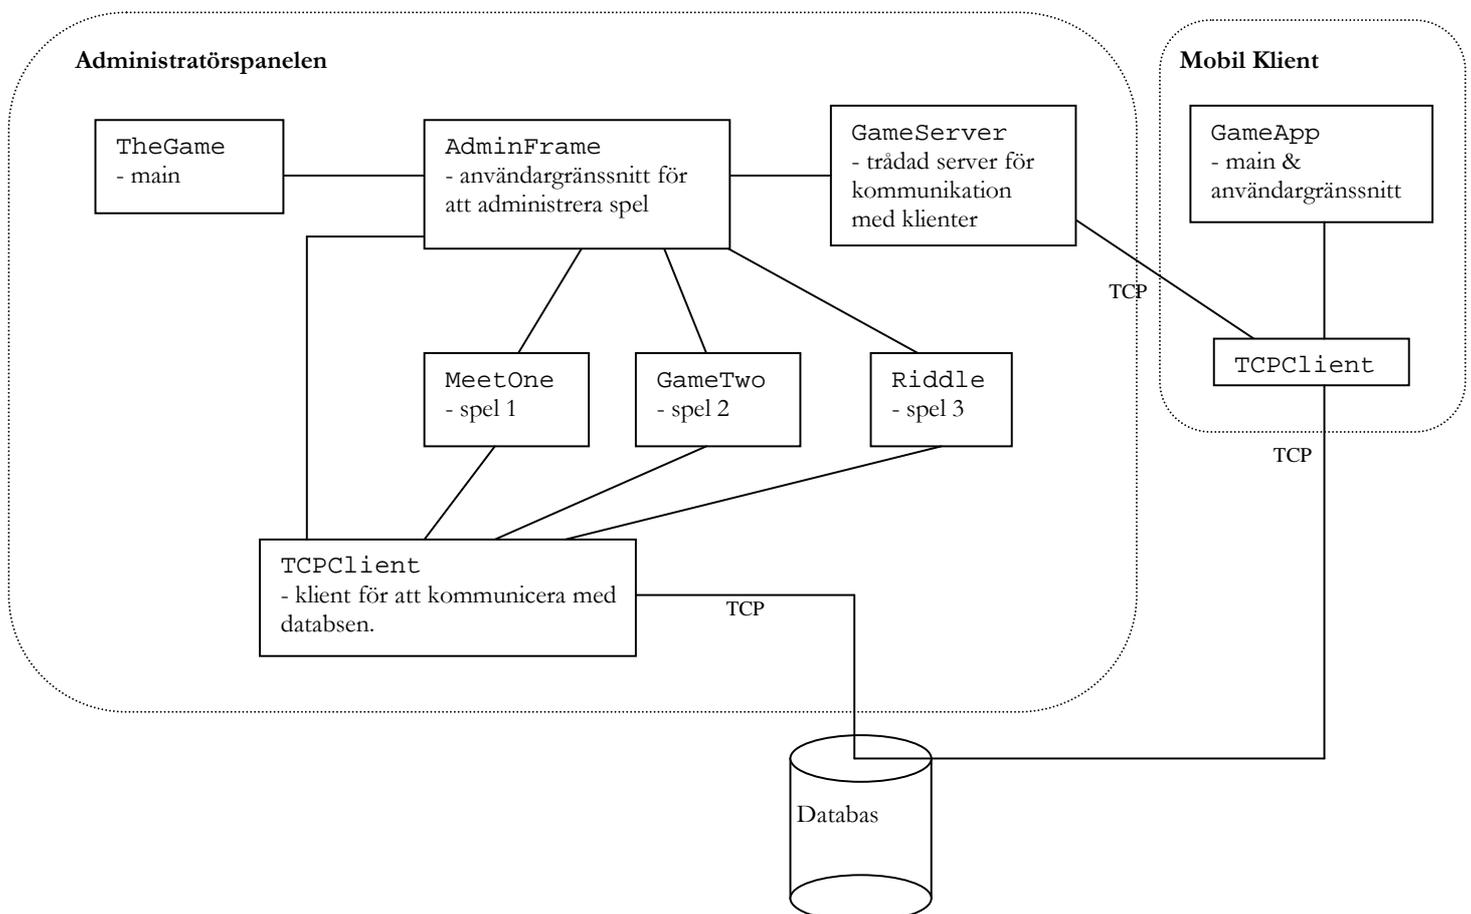 Administratörspanelen
Mobil Klient
TheGame
- main
AdminFrame
- användargränssnitt för
att administrera spel
GameServer
- trådad server för
kommunikation
med klienter
GameApp
- main &
användargränssnitt
TCP
TCPClient
MeetOne
- spel 1
GameTwo
- spel 2
Riddle
- spel 3
TCP
TCPClient
- klient för att kommunicera med
databsen.
TCP
Databas